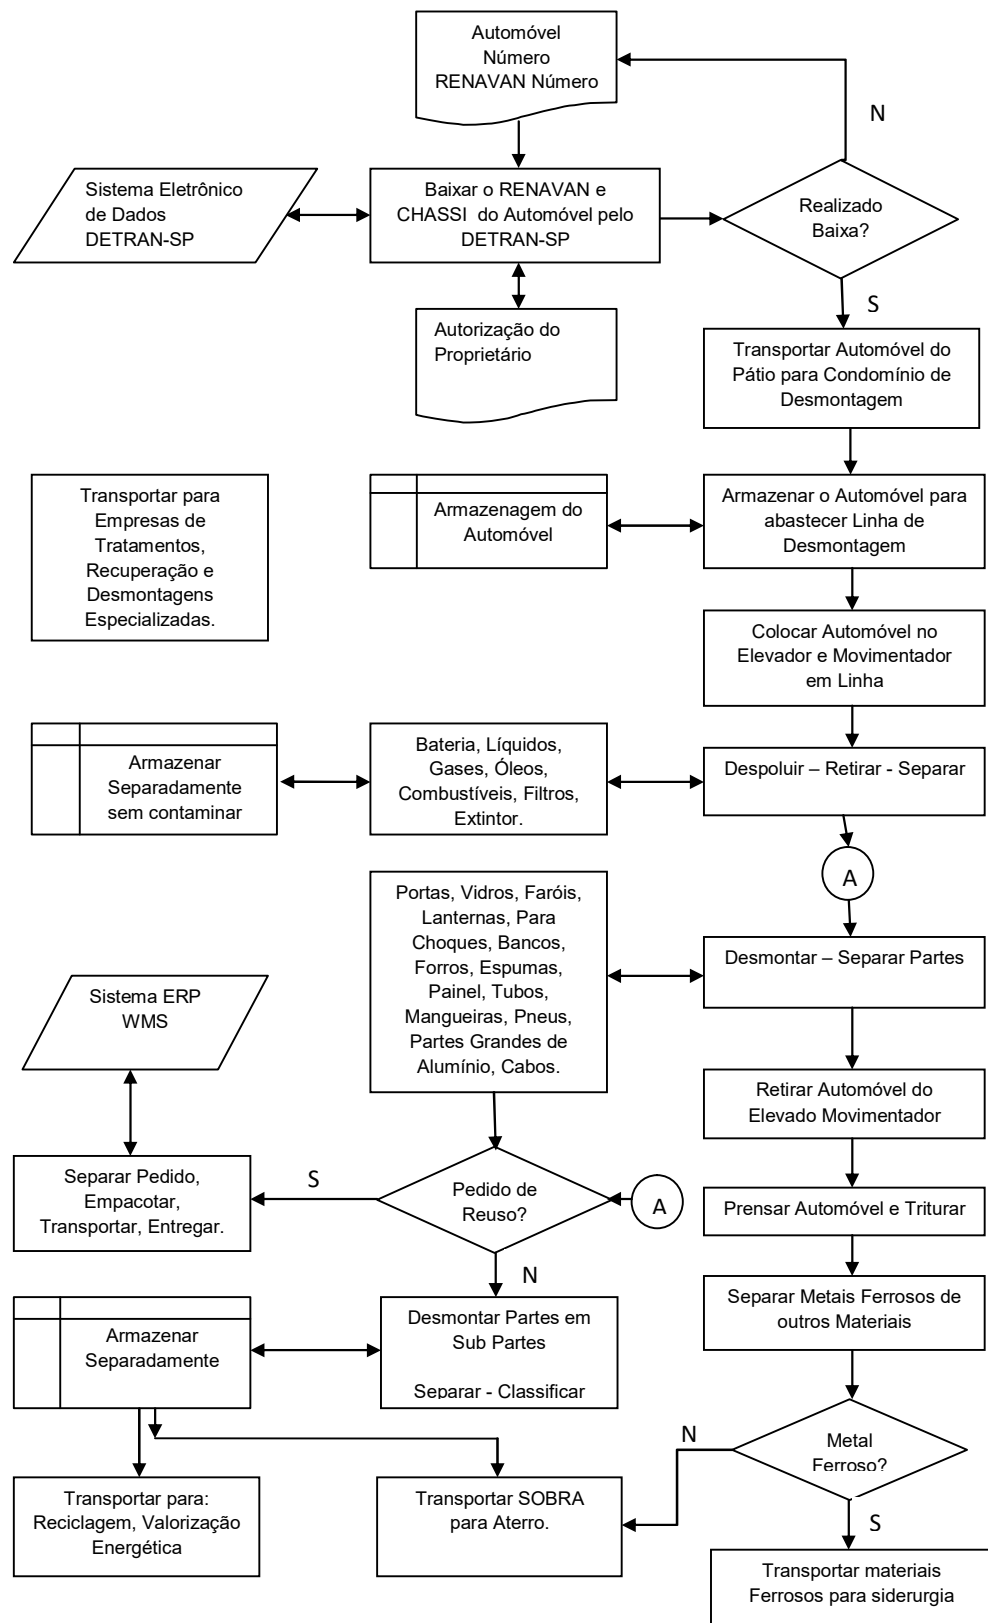 Automóvel
Número
RENAVAN Número
N
Sistema Eletrônico
de Dados
DETRAN-SP
Baixar o RENAVAN e
CHASSI do Automóvel pelo
DETRAN-SP
Realizado
Baixa?
S
Autorização do
Proprietário
Transportar Automóvel do
Pátio para Condomínio de
Desmontagem
Transportar para
Empresas de
Tratamentos,
Recuperação e
Desmontagens
Especializadas.
Armazenagem do
Automóvel
Armazenar o Automóvel para
abastecer Linha de
Desmontagem
Colocar Automóvel no
Elevador e Movimentador
em Linha
Armazenar
Separadamente
sem contaminar
Bateria, Líquidos,
Gases, Óleos,
Combustíveis, Filtros,
Extintor.
Despoluir – Retirar - Separar
A
Portas, Vidros, Faróis,
Lanternas, Para
Choques, Bancos,
Forros, Espumas,
Painel, Tubos,
Mangueiras, Pneus,
Partes Grandes de
Alumínio, Cabos.
Desmontar – Separar Partes
Sistema ERP
WMS
Retirar Automóvel do
Elevado Movimentador
Separar Pedido,
Empacotar,
Transportar, Entregar.
S
Pedido de
Reuso?
A
Prensar Automóvel e Triturar
N
Separar Metais Ferrosos de
outros Materiais
Armazenar
Separadamente
Desmontar Partes em
Sub Partes
Separar - Classificar
N
Metal
Ferroso?
Transportar para:
Reciclagem, Valorização
Energética
Transportar SOBRA
para Aterro.
S
Transportar materiais
Ferrosos para siderurgia